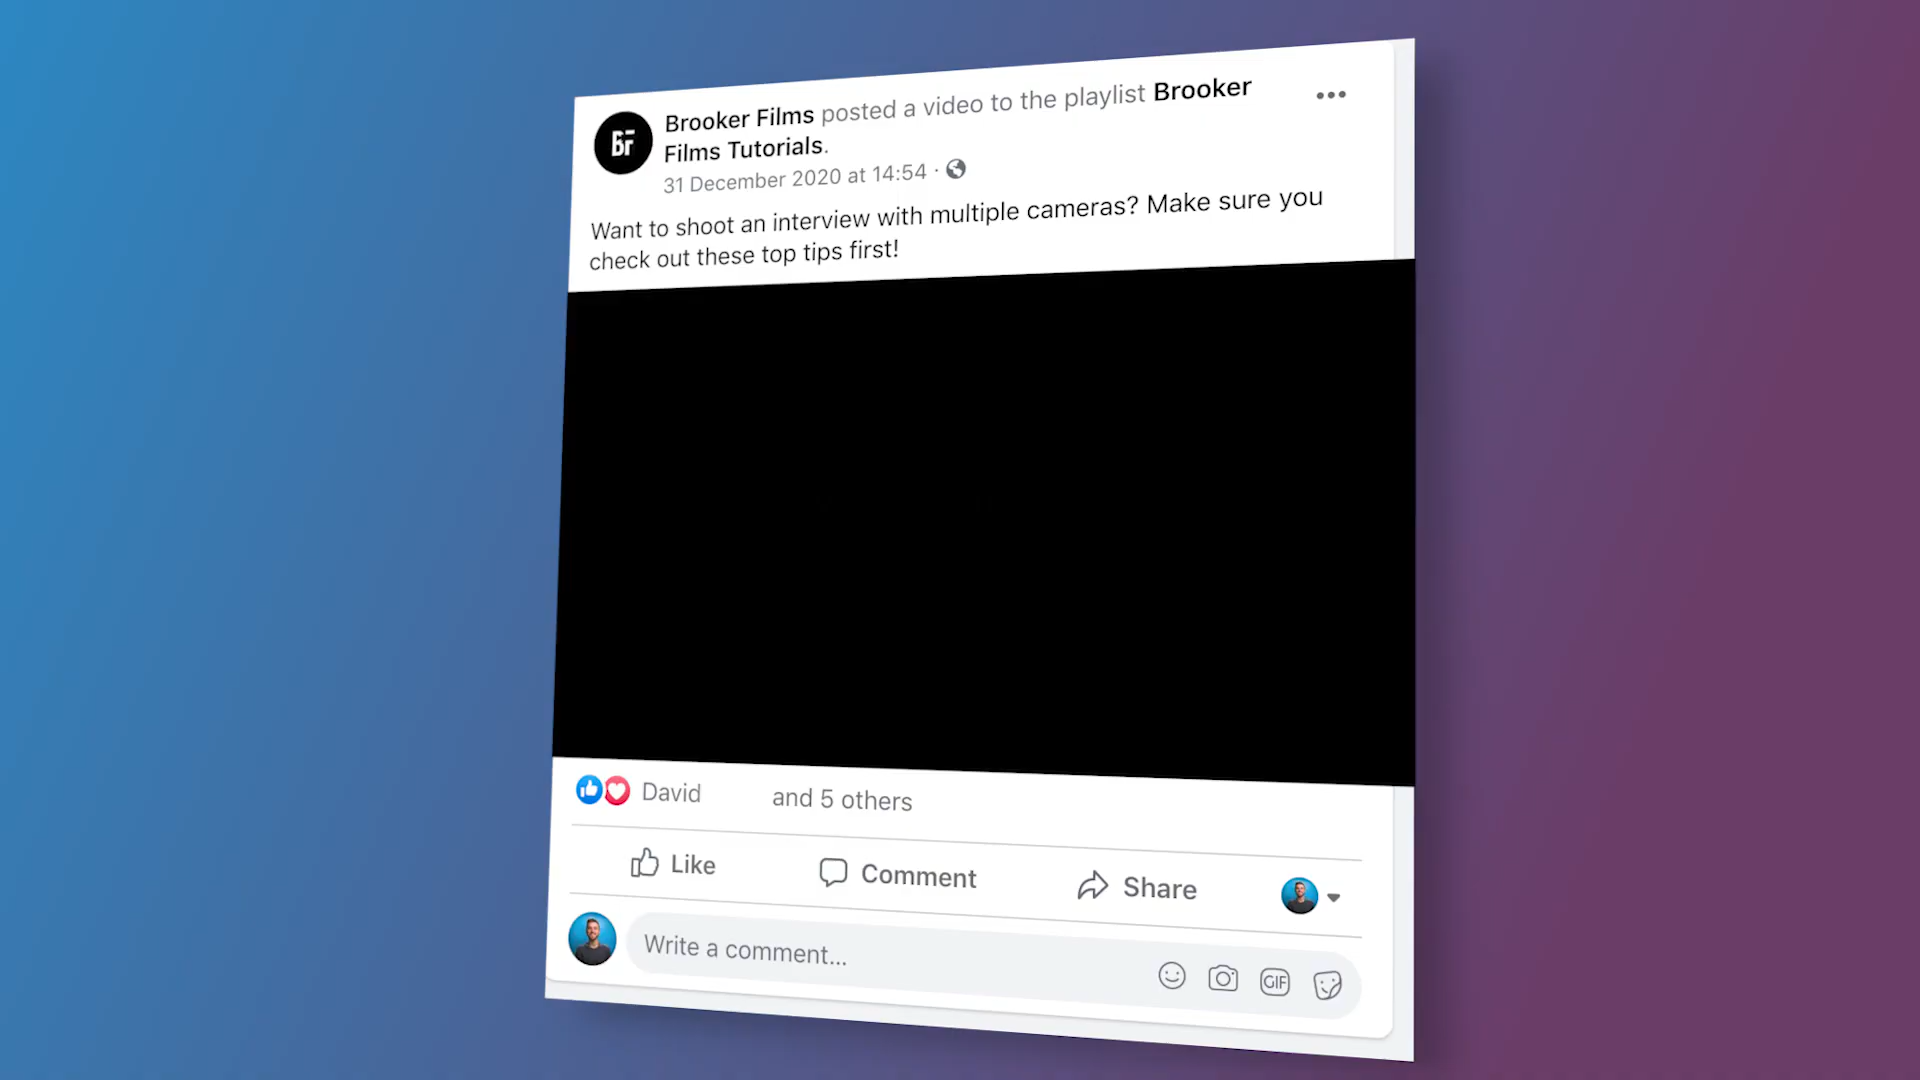 BF
Brooker Films posted a video to the playlist Brooker
Films Tutorials.
31 December 2020 at 14:54 ·
Want to shoot an interview with multiple cameras? Make sure you
check out these top tips first!
David and 5 others
Like Comment Share
Write a comment...
GIF